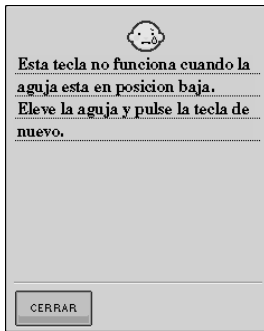 Esta tecla no funciona cuando la
aguja esta en posicion baja.
Eleve la aguja y pulse la tecla de
nuevo.
CERRAR